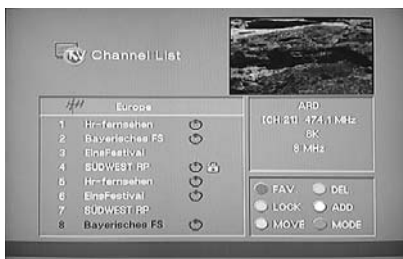 TV Channel List
Europe
1 Hr-fernsehen
2 Bayerisches FS
3 EinsFestival
4 SÜDWEST RP
5 Hr-fernsehen
6 EinsFestival
7 SÜDWEST RP
8 Bayerisches FS
ARD
[CH 21] 474.1 MHz
8K
8 MHz
FAV. DEL
LOCK ADD
MOVE MODE